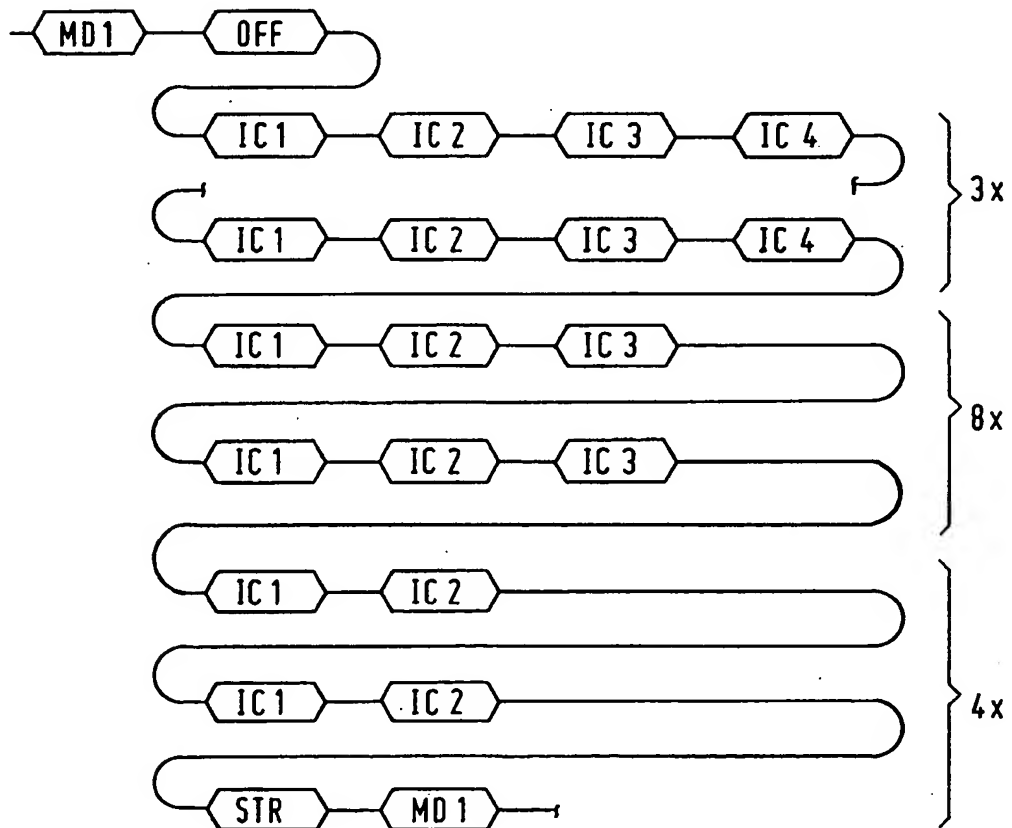 MD1 OFF
IC1 IC2 IC3 IC4
3x
IC1 IC2 IC3 IC4
IC1 IC2 IC3
8x
IC1 IC2 IC3
IC1 IC2
IC1 IC2
4x
STR MD1